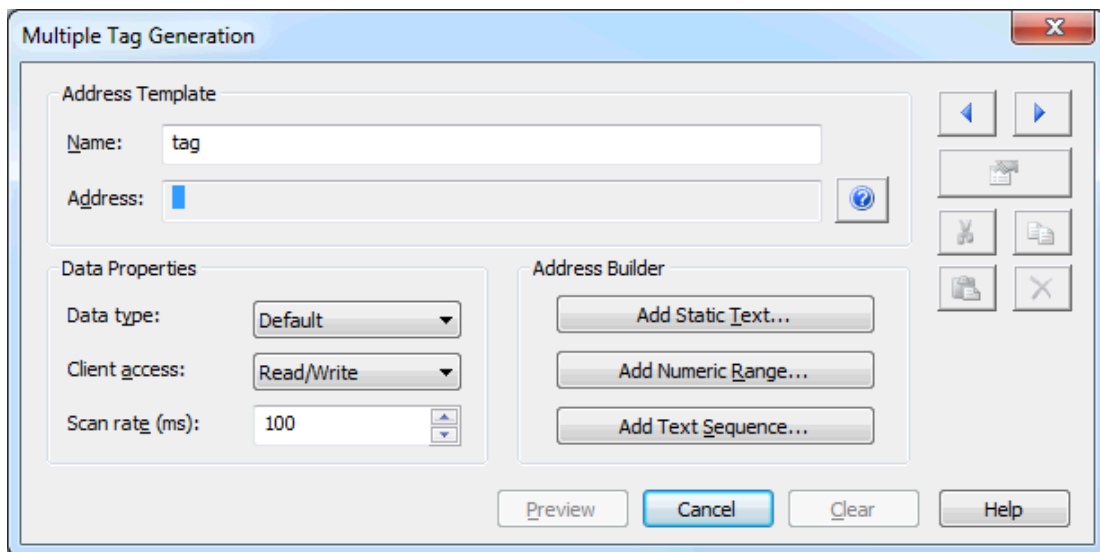 Multiple Tag Generation
Address Template
Name: tag
Address:
Data Properties
Data type: Default
Client access: Read/Write
Scan rate (ms): 100
Address Builder
Add Static Text...
Add Numeric Range...
Add Text Sequence...
Preview Cancel Clear Help